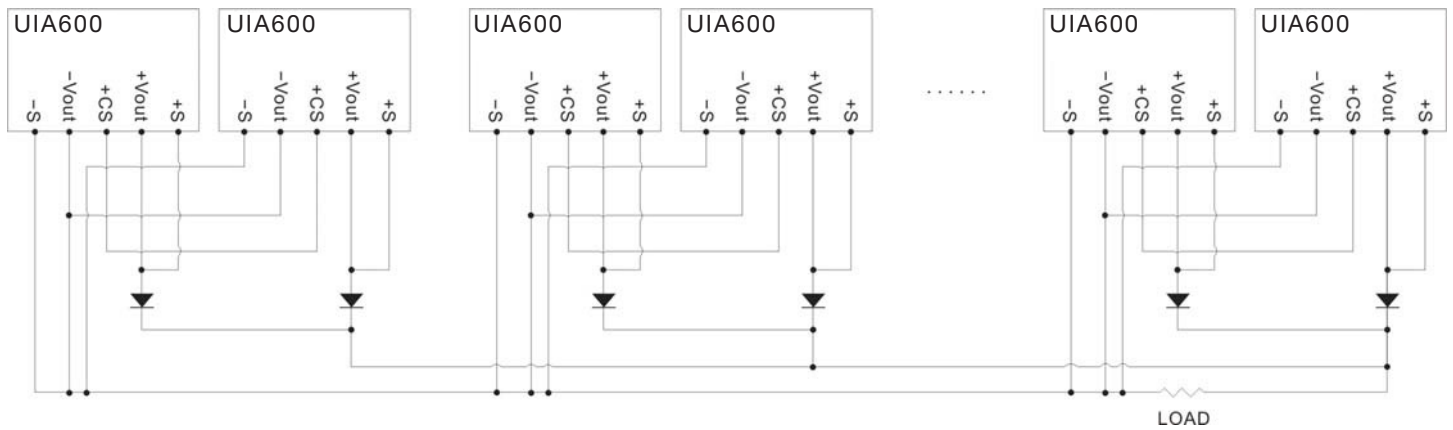 UIA600
UIA600
UIA600
UIA600
UIA600
UIA600
-S
-Vout
+CS
+Vout
+S
-S
-Vout
+CS
+Vout
+S
-S
-Vout
+CS
+Vout
+S
-S
-Vout
+CS
+Vout
+S
......
-S
-Vout
+CS
+Vout
+S
-S
-Vout
+CS
+Vout
+S
LOAD